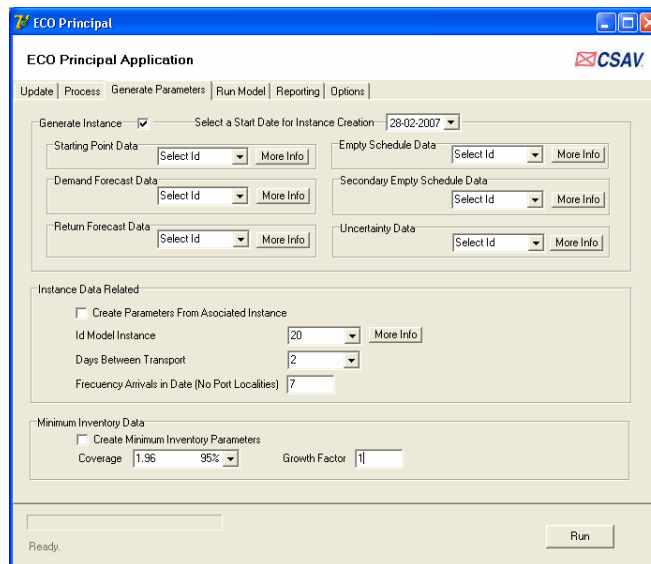 ECO Principal
ECO Principal Application
CSAV
Update Process Generate Parameters Run Model Reporting Options
Generate Instance Select a Start Date for Instance Creation 28-02-2007
Starting Point Data
Select Id More Info
Empty Schedule Data
Select Id More Info
Demand Forecast Data
Select Id More Info
Secondary Empty Schedule Data
Select Id More Info
Return Forecast Data
Select Id More Info
Uncertainty Data
Select Id More Info
Instance Data Related
Create Parameters From Asociated Instance
Id Model Instance 20 More Info
Days Between Transport 2
Frecuency Arrivals in Date (No Port Localities) 7
Minimum Inventory Data
Create Minimum Inventory Parameters
Coverage 1.96 95% Growth Factor 1
Ready.
Run